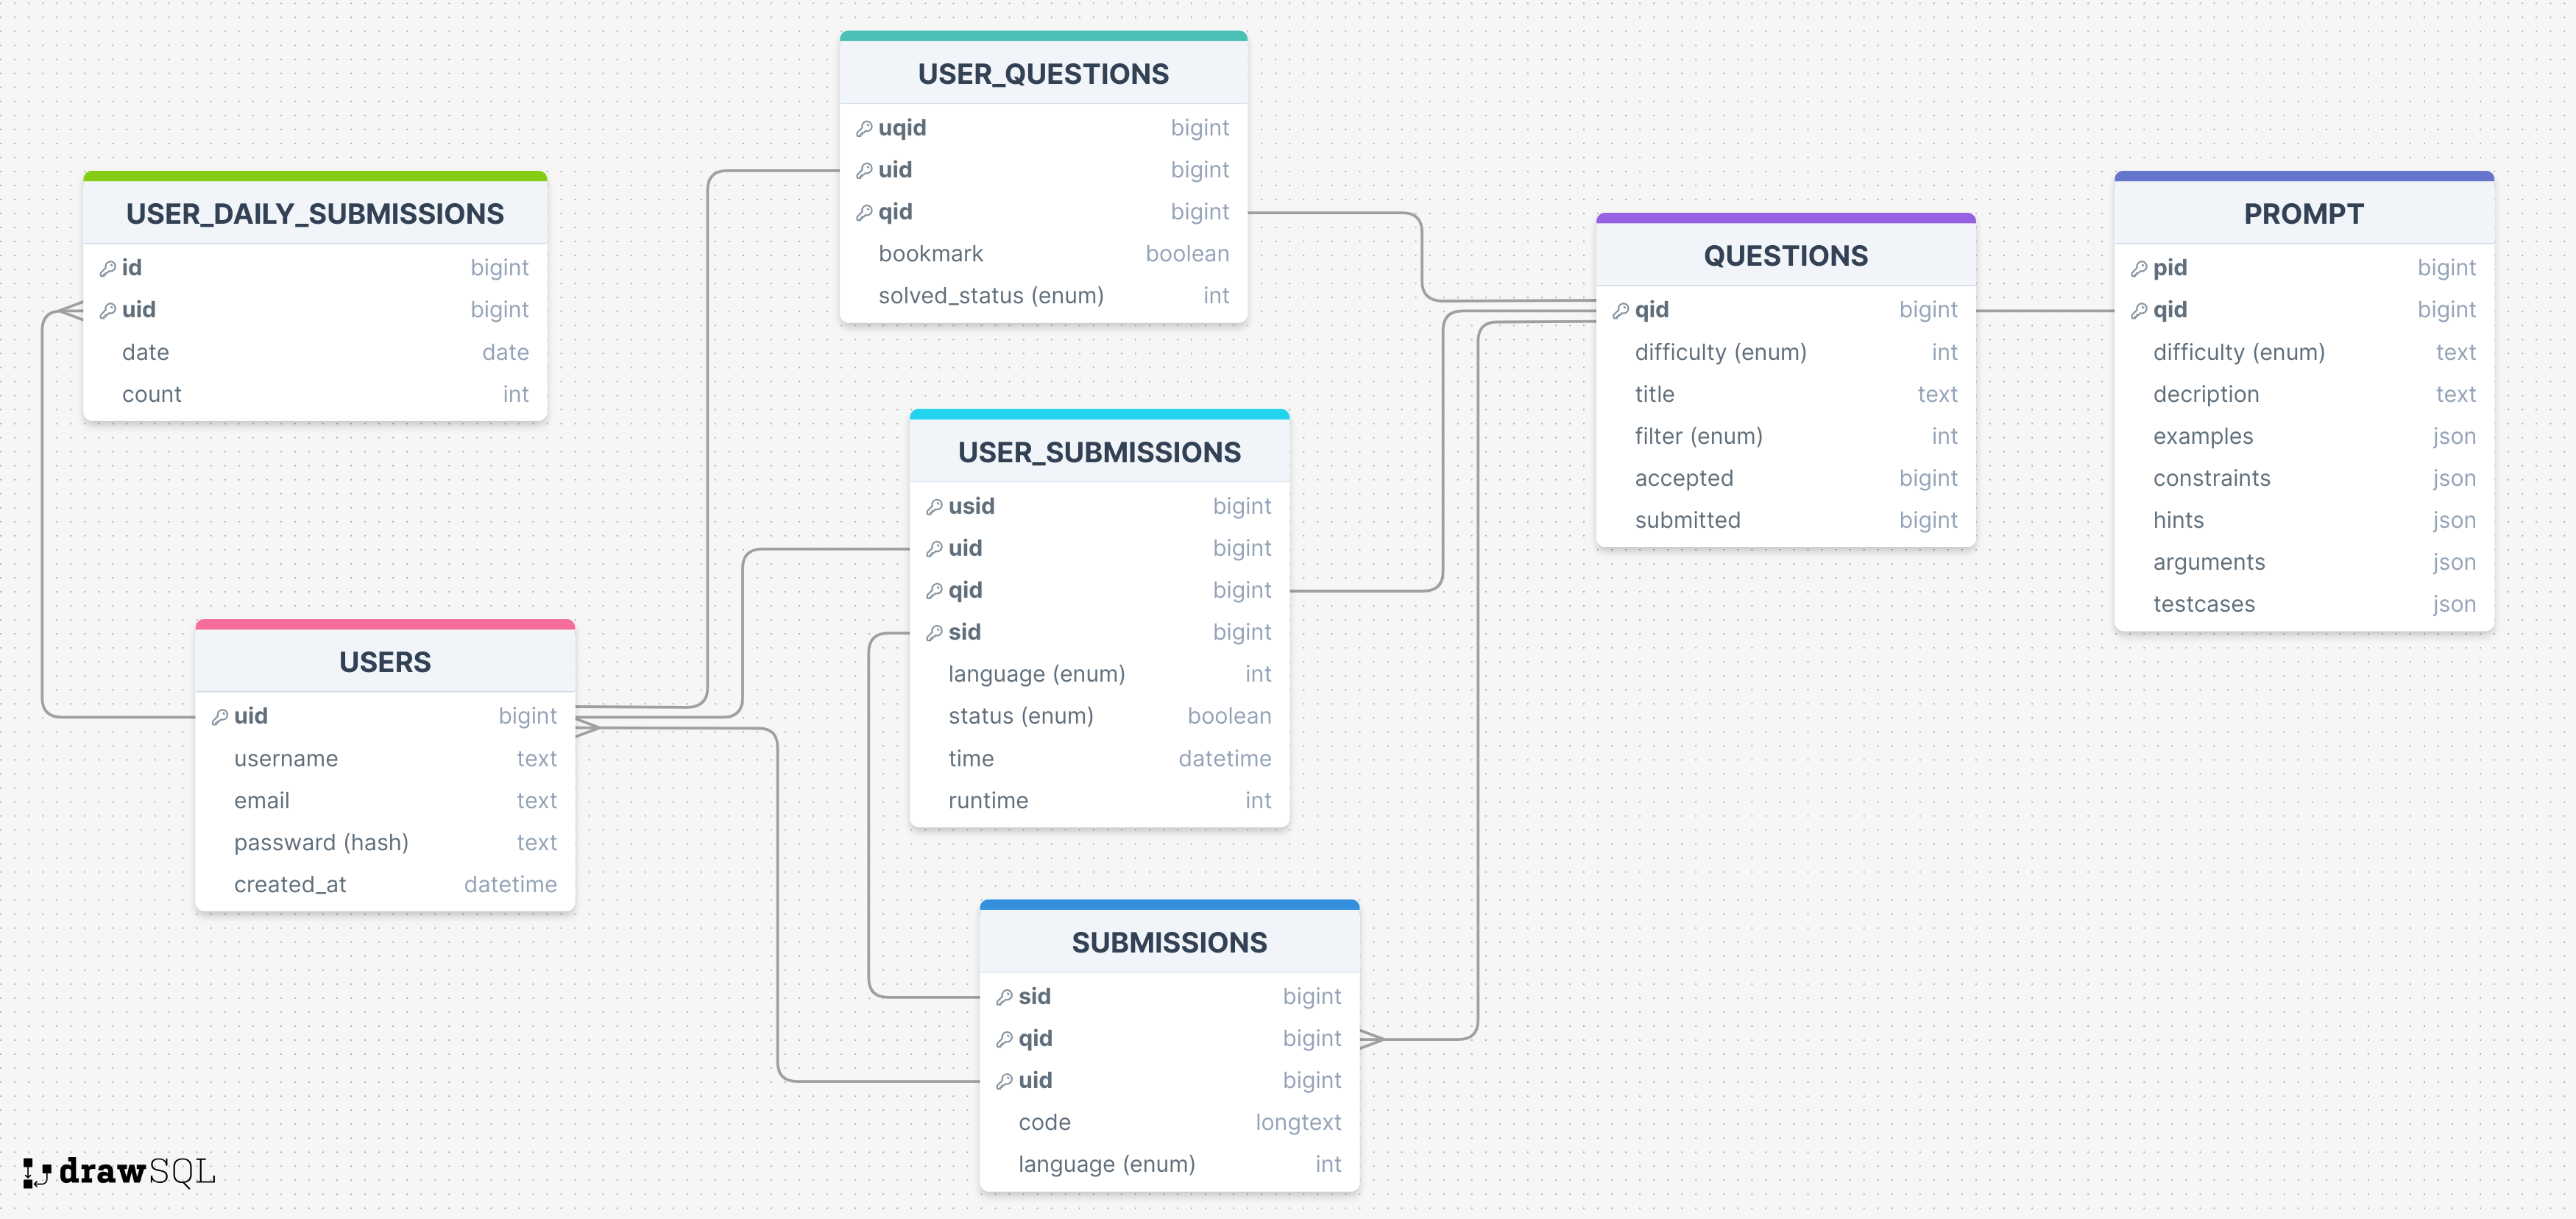 USER_DAILY_SUBMISSIONS
id bigint
uid bigint
date date
count int
USERS
uid bigint
username text
email text
passward (hash) text
created_at datetime
USER_QUESTIONS
uqid bigint
uid bigint
qid bigint
bookmark boolean
solved_status (enum) int
USER_SUBMISSIONS
usid bigint
uid bigint
qid bigint
sid bigint
language (enum) int
status (enum) boolean
time datetime
runtime int
SUBMISSIONS
sid bigint
qid bigint
uid bigint
code longtext
language (enum) int
QUESTIONS
qid bigint
difficulty (enum) int
title text
filter (enum) int
accepted bigint
submitted bigint
PROMPT
pid bigint
qid bigint
difficulty (enum) text
decription text
examples json
constraints json
hints json
arguments json
testcases json
drawSQL